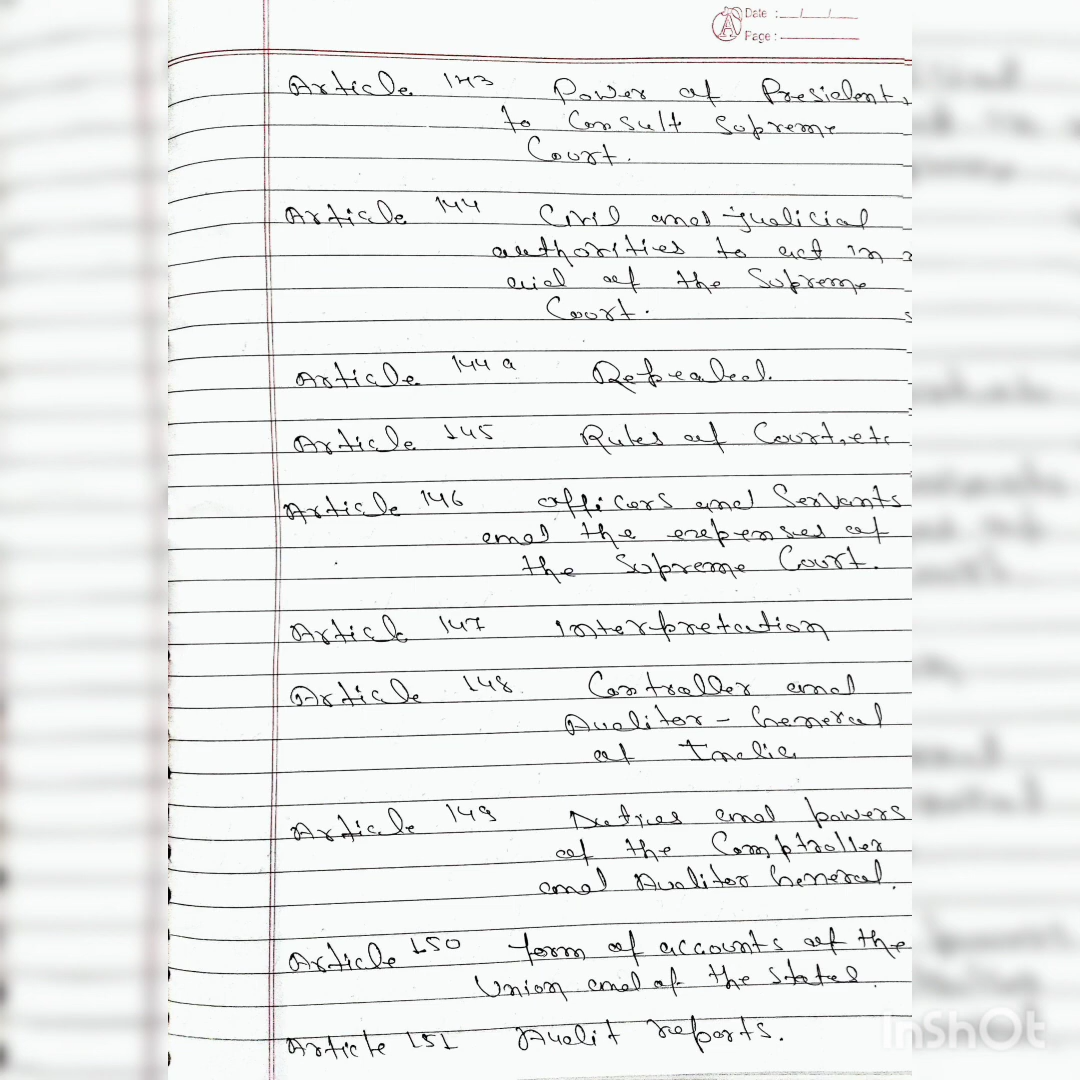 Date :__/__/__
Page :
Article 143 Power of President
to Consult Supreme
Court.
Article 144 Civil and judicial
authorities to act in
aid of the Supreme
Court.
Article 144 a Repealed.
Article 145 Rules of Court, etc
Article 146 officers and Servants
and the expenses of
the Supreme Court.
Article 147 interpretation
Article 148. Controller and
Auditor - General
of India
Article 149 Duties and powers
of the Comptroller
and Auditor General.
Article 150 form of accounts of the
Union and of the states.
Article 151 Audit reports.
InShOt